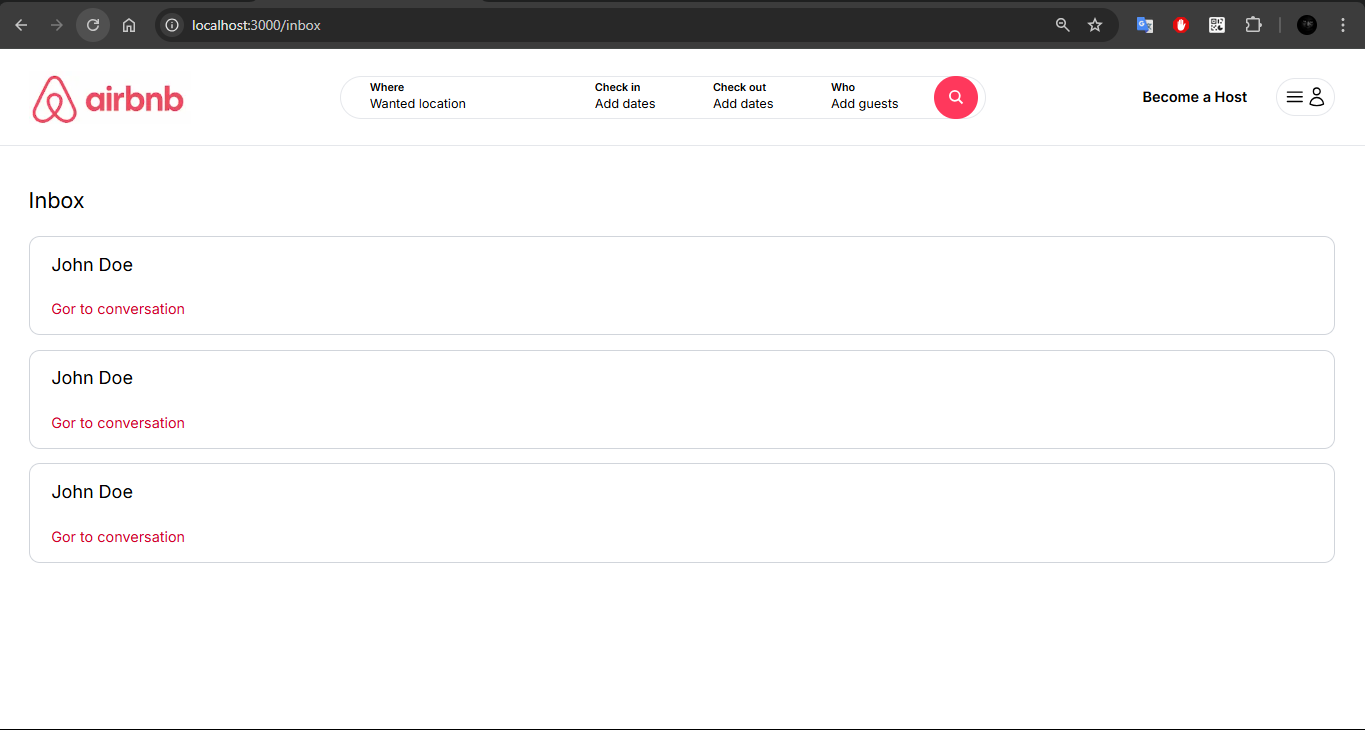 localhost:3000/inbox
airbnb
Where
Wanted location
Check in
Add dates
Check out
Add dates
Who
Add guests
Become a Host
Inbox
John Doe
Gor to conversation
John Doe
Gor to conversation
John Doe
Gor to conversation